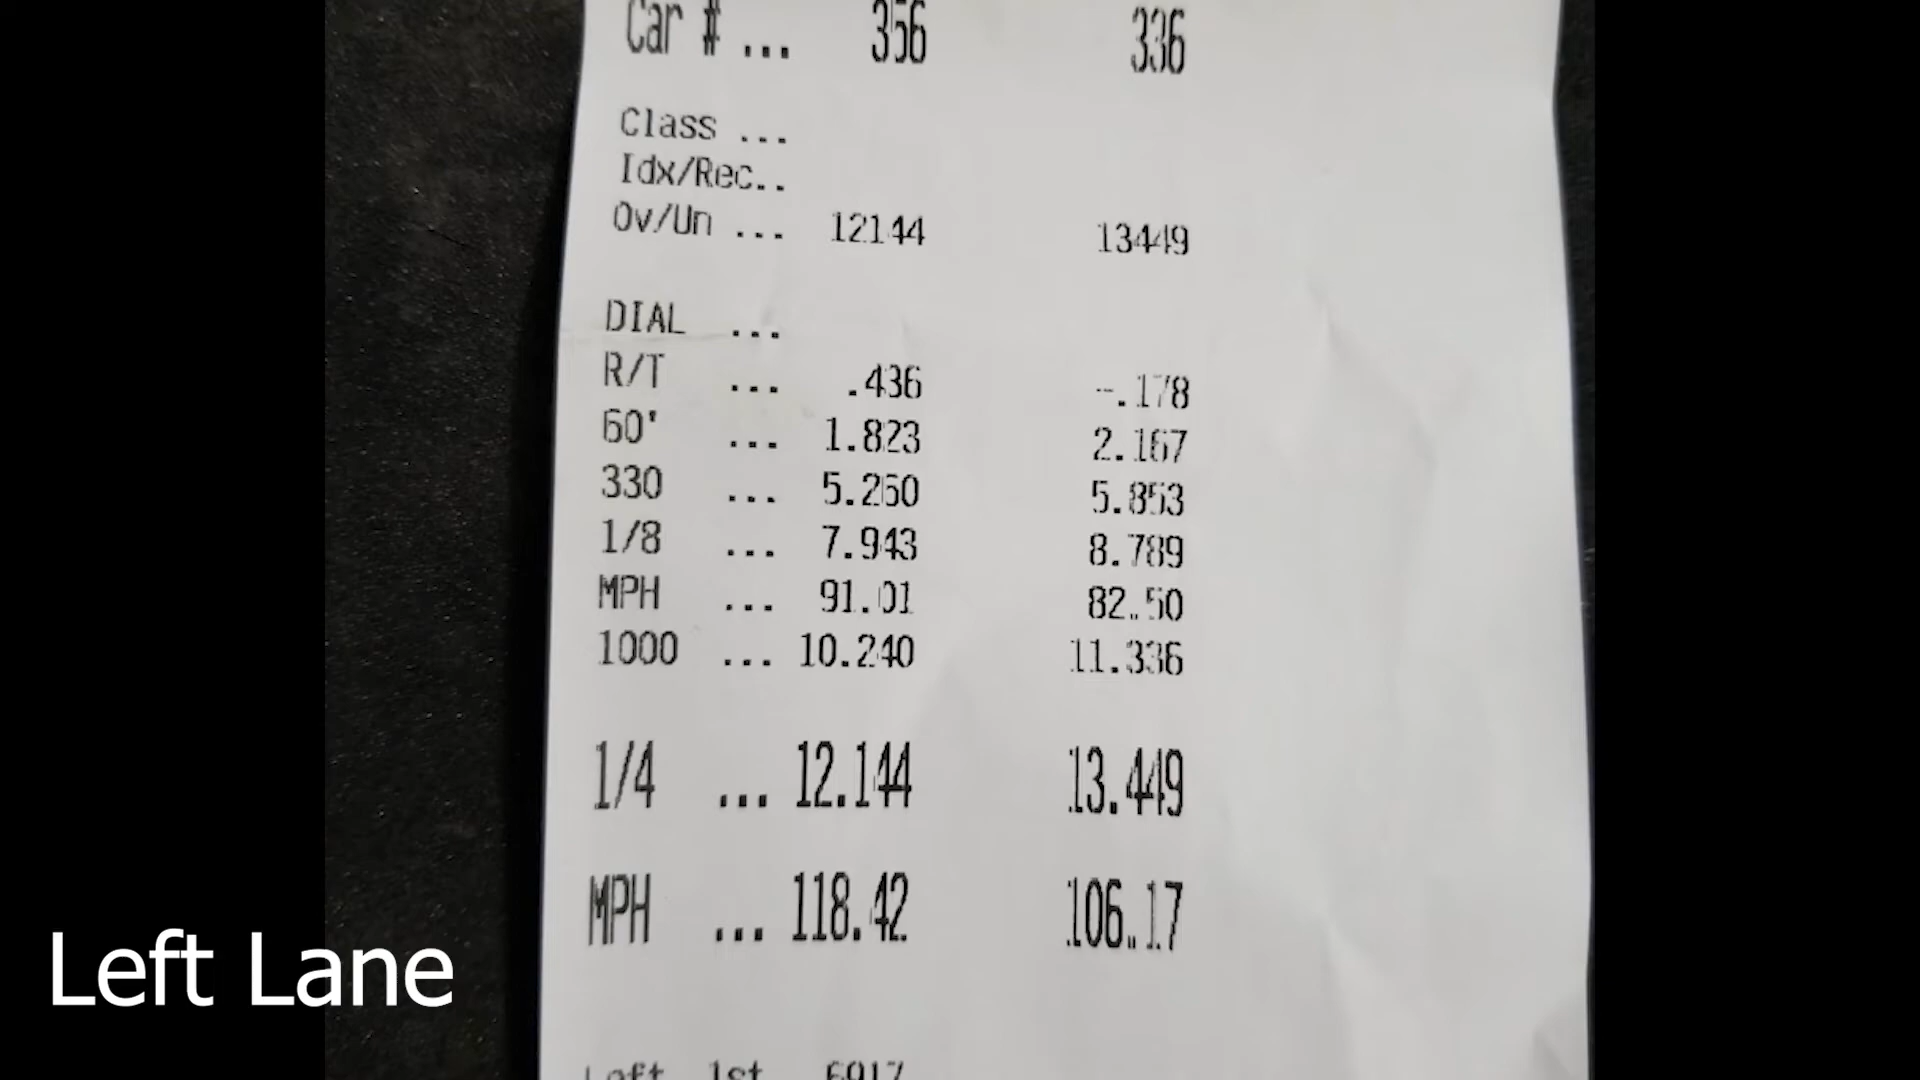 Car # ... 356 336
Class ...
Idx/Rec..
Ov/Un ... 12144 13449
DIAL ...
R/T ... .436 -.178
60' ... 1.823 2.167
330 ... 5.260 5.853
1/8 ... 7.943 8.789
MPH ... 91.01 82.50
1000 ... 10.240 11.336
1/4 ... 12.144 13.449
MPH ... 118.42 106.17
Left 1st
Left Lane